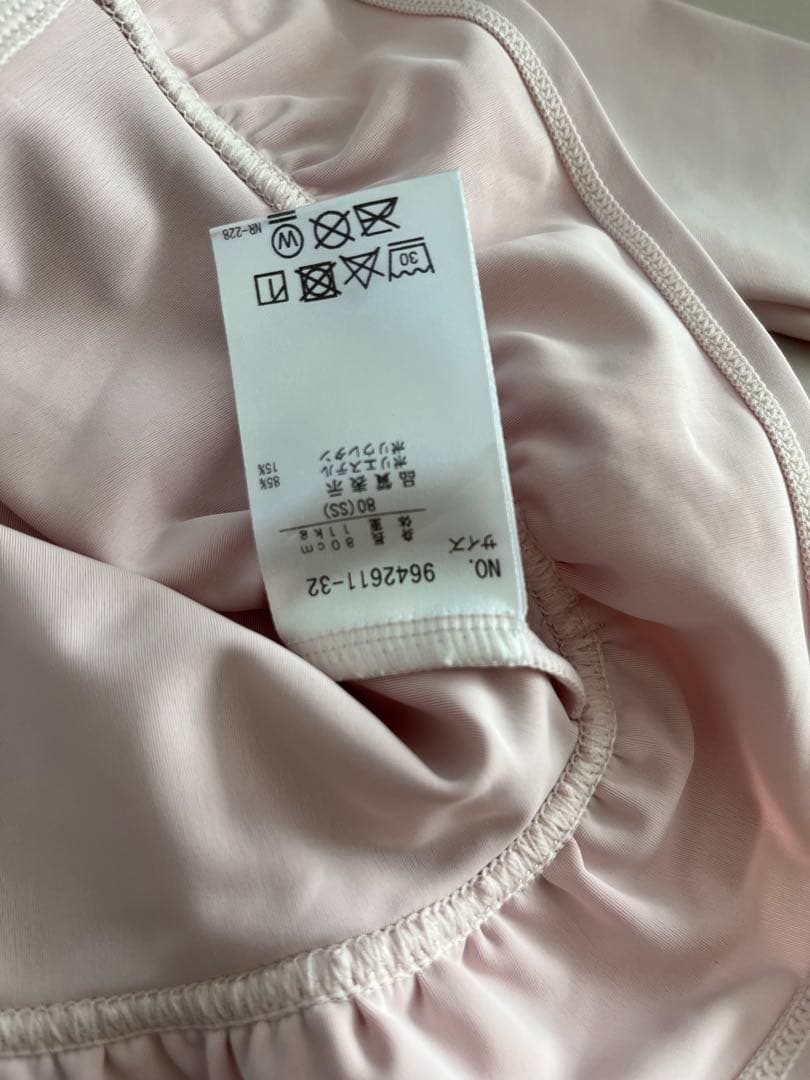 NO. 9642611-32
サイズ
身長 80cm
体重 11kg
80(SS)
品質表示
ポリエステル 85%
ポリウレタン 15%
30
W
NR-228